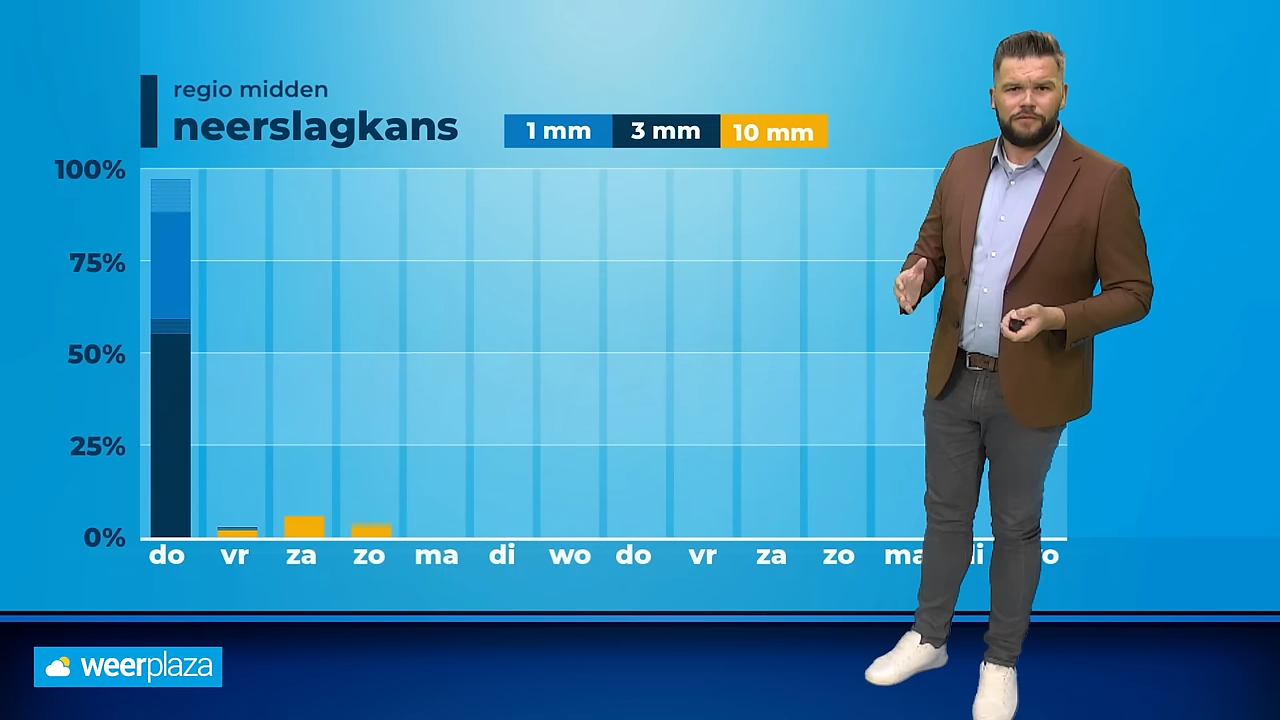 regio midden
neerslagkans
1 mm 3 mm 10 mm
100%
75%
50%
25%
0%
do vr za zo ma di wo do vr za zo ma
weerplaza